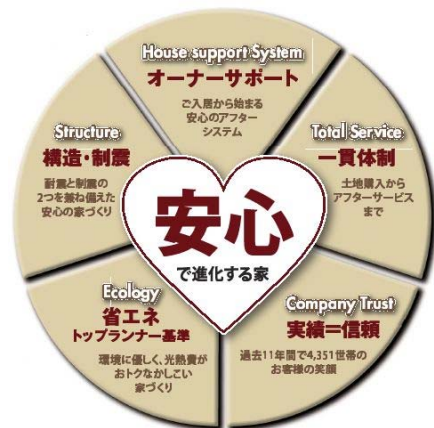 House support System
オーナーサポート
ご入居から始まる
安心のアフター
システム
Total Service
一貫体制
土地購入から
アフターサービス
まで
Company Trust
実績=信頼
過去11年間で4,351世帯の
お客様の笑顔
Ecology
省エネ
トップランナー基準
環境に優しく、光熱費が
おトクなかしこい
家づくり
Structure
構造・制震
耐震と制震の
2つを兼ね備えた
安心の家づくり
安心
で進化する家